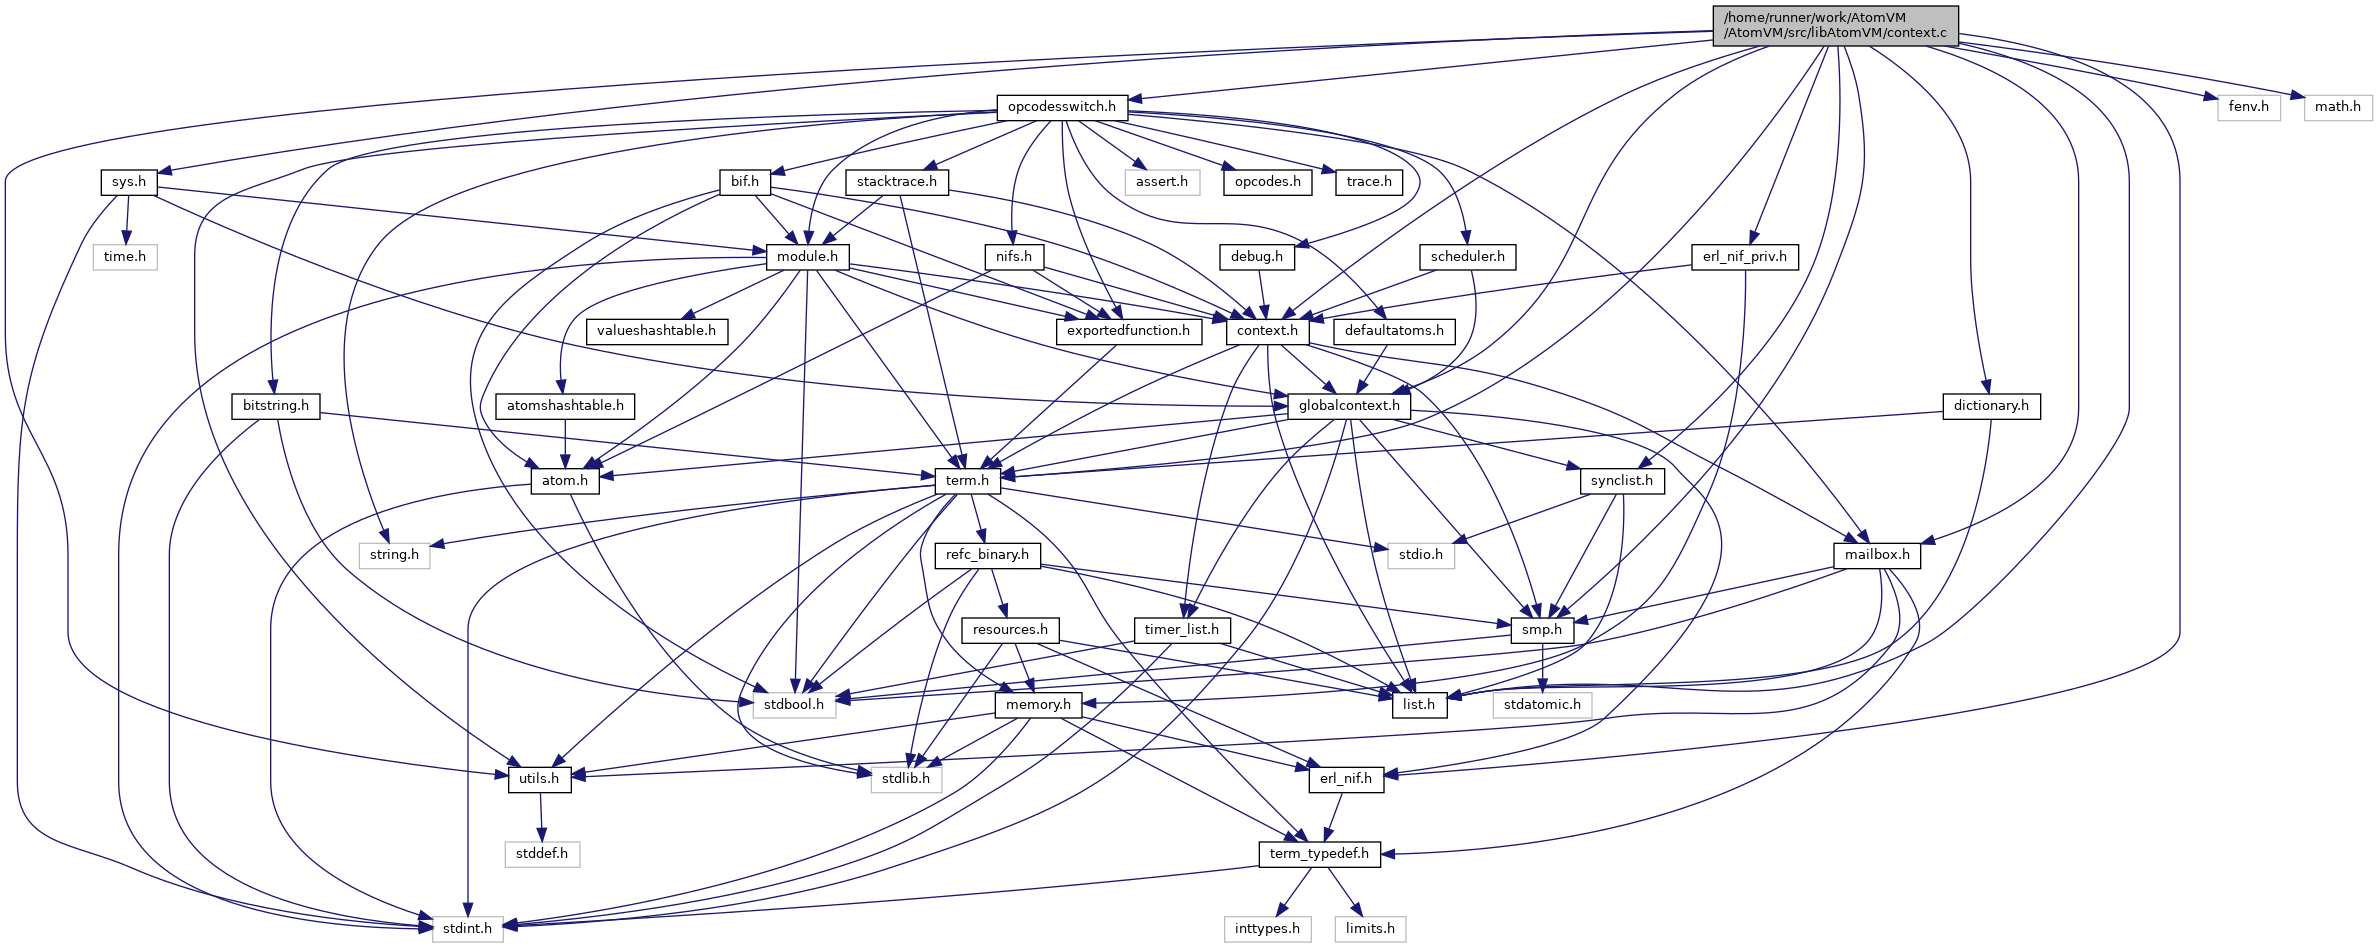 /home/runner/work/AtomVM
/AtomVM/src/libAtomVM/context.c
opcodesswitch.h
fenv.h
math.h
sys.h
bif.h
stacktrace.h
assert.h
opcodes.h
trace.h
time.h
module.h
nifs.h
debug.h
scheduler.h
erl_nif_priv.h
valueshashtable.h
exportedfunction.h
context.h
defaultatoms.h
bitstring.h
atomshashtable.h
globalcontext.h
dictionary.h
atom.h
term.h
synclist.h
string.h
refc_binary.h
stdio.h
mailbox.h
resources.h
timer_list.h
smp.h
stdbool.h
memory.h
list.h
stdatomic.h
utils.h
stdlib.h
erl_nif.h
stddef.h
term_typedef.h
stdint.h
inttypes.h
limits.h